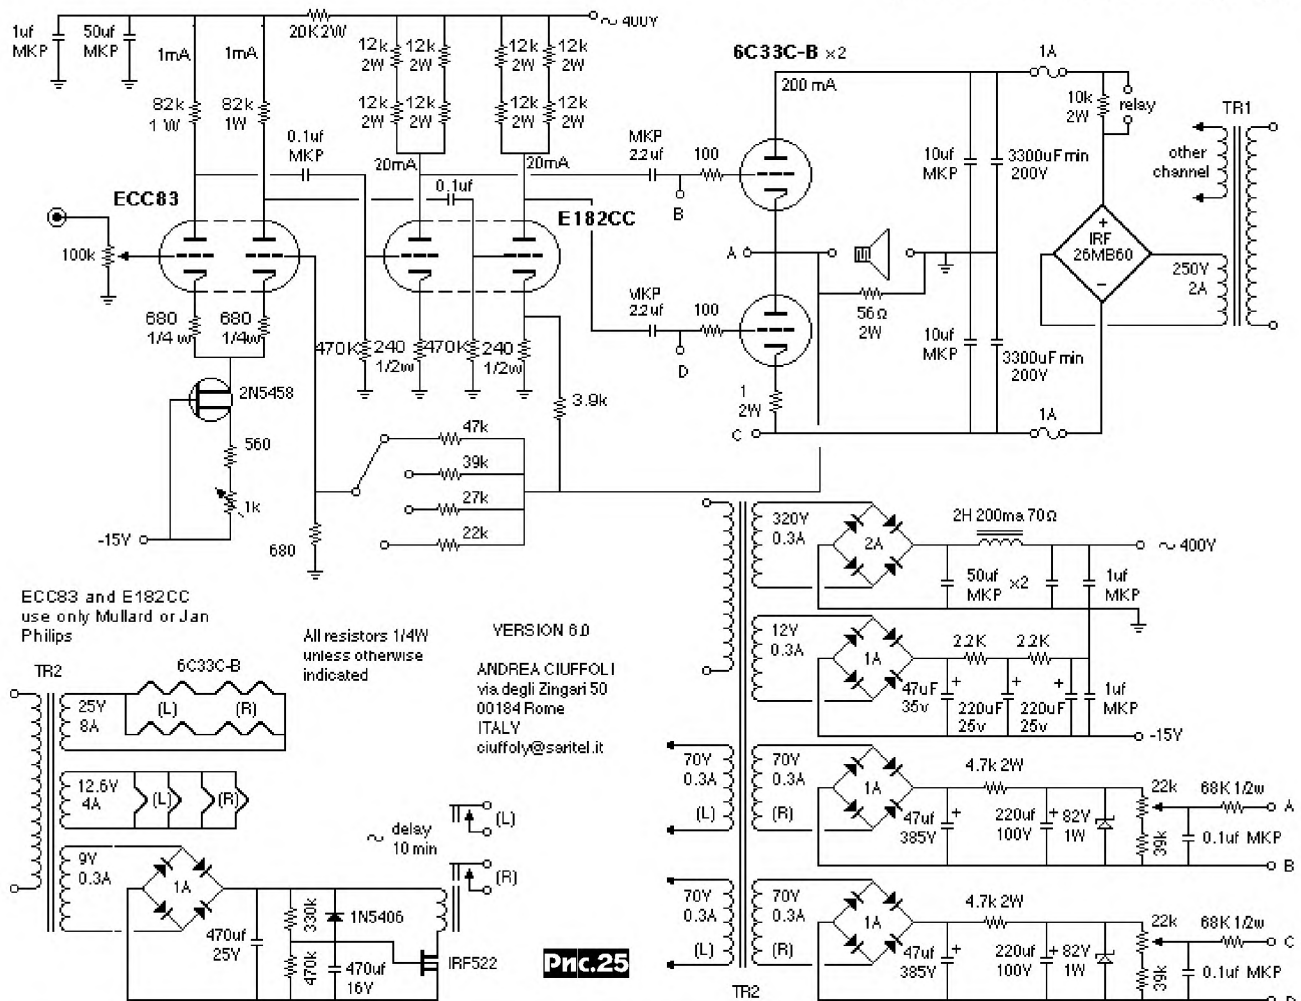 1uf
MKP
50uf
MKP
1mA
1mA
20K2W
12k
2W
12k
2W
12k
2W
12k
2W
~ 400V
82k
1 W
82k
1W
12k
2W
12k
2W
12k
2W
12k
2W
0.1uf
MKP
20mA
20mA
0.1uf
ECC83
E182CC
100k
680
1/4 w
680
1/4w
470K
240
1/2w
470K
240
1/2w
2N5458
560
1k
-15V
680
3.9k
47k
39k
27k
22k
6C33C-B x2
200 mA
MKP
2.2uf
100
B
A
MKP
2.2uf
100
D
1
2W
C
56Ω
2W
10uf
MKP
3300uF min
200V
10uf
MKP
3300uF min
200V
1A
1A
10k
2W
relay
TR1
other
channel
IRF
26MB60
250V
2A
320V
0.3A
2A
2H 200ma 70Ω
~ 400V
50uf
MKP
x2
1uf
MKP
12V
0.3A
1A
2.2K
2.2K
47uF
35v
220uF
25v
220uF
25v
1uf
MKP
-15V
70V
0.3A
(L)
70V
0.3A
(R)
1A
4.7k 2W
47uf
385V
220uf
100V
82V
1W
22k
39k
68K 1/2w
0.1uf MKP
A
B
70V
0.3A
(L)
70V
0.3A
(R)
1A
4.7k 2W
47uf
385V
220uf
100V
82V
1W
22k
39k
68K 1/2w
0.1uf MKP
C
D
TR2
ECC83 and E182CC
use only Mullard or Jan
Philips
All resistors 1/4W
unless otherwise
indicated
VERSION 6.0
ANDREA CIUFFOLI
via degli Zingari 50
00184 Rome
ITALY
ciuffoly@saritel.it
TR2
6C33C-B
25V
8A
(L)
(R)
12.6V
4A
(L)
(R)
9V
0.3A
1A
470uf
25V
330k
470k
1N5406
470uf
16V
IRF522
~ delay
10 min
(L)
(R)
Рис.25